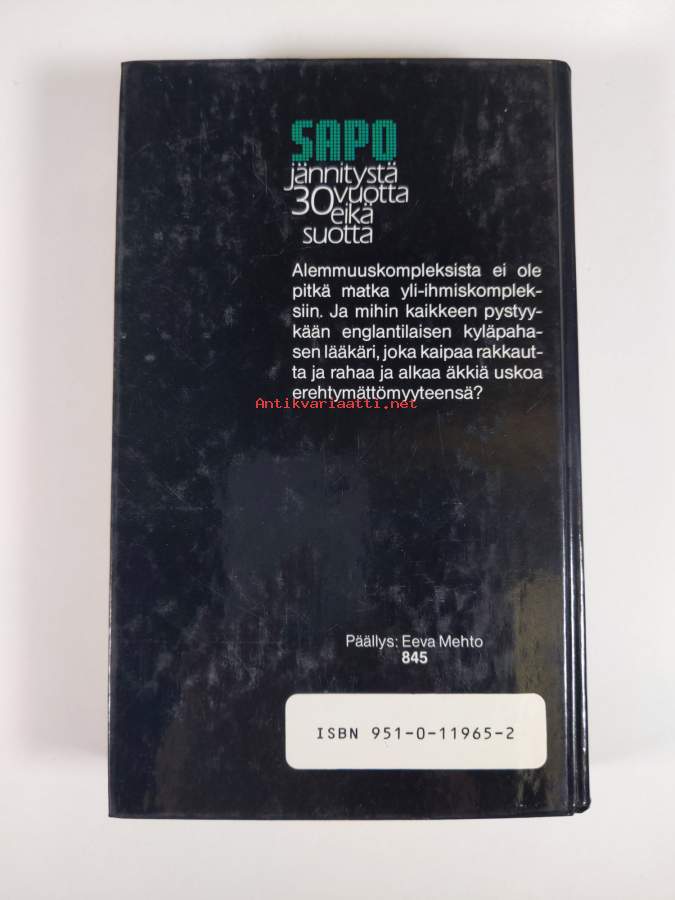 SAPO
jännitystä
30 vuotta
eikä
suotta
Alemmuuskompleksista ei ole
pitkä matka yli-ihmiskomplek-
siin. Ja mihin kaikkeen pystyy-
kään englantilaisen kyläpaha-
sen lääkäri, joka kaipaa rakkaut-
ta ja rahaa ja alkaa äkkiä uskoa
erehtymättömyyteensä?
Antikvariaatti.net
Päällys: Eeva Mehto
845
ISBN 951-0-11965-2